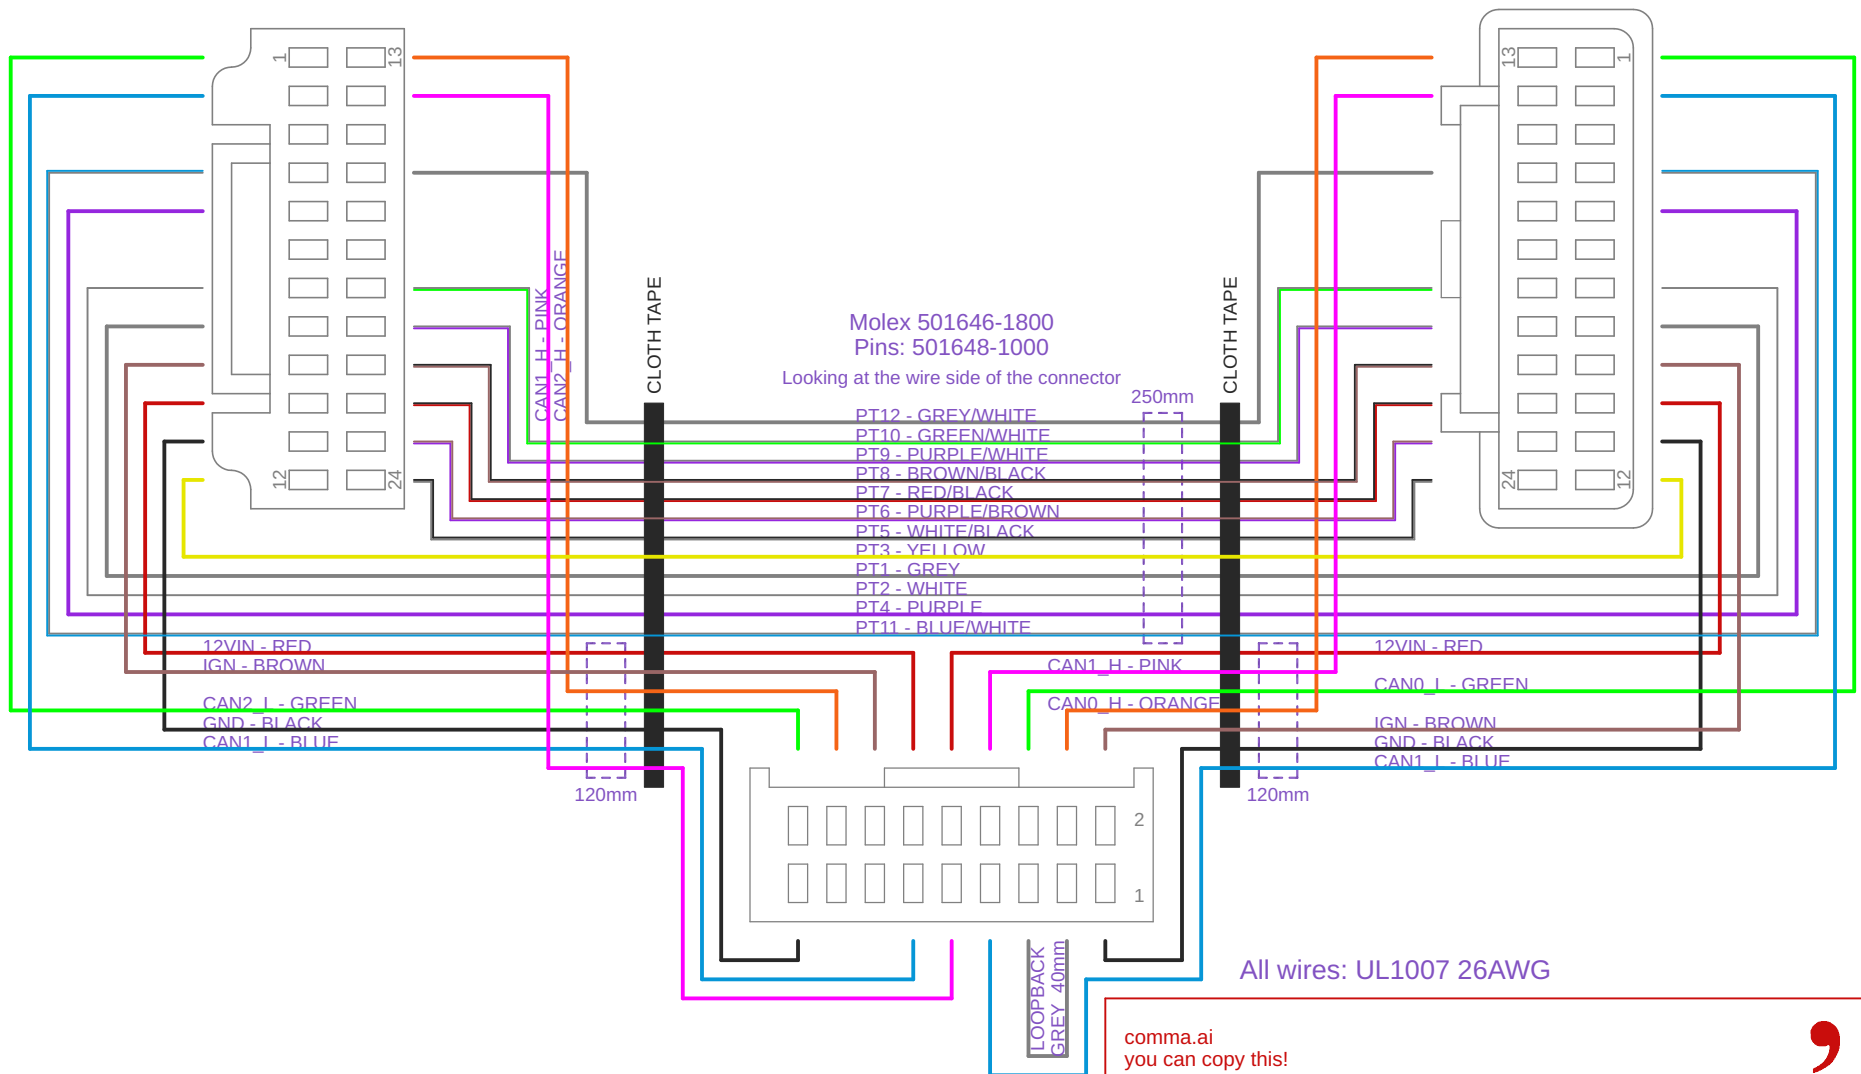 1
13
13
1
CAN1_H - PINK
CAN2_H - ORANGE
CLOTH TAPE
CLOTH TAPE
Molex 501646-1800
Pins: 501648-1000
Looking at the wire side of the connector
250mm
PT12 - GREY/WHITE
PT10 - GREEN/WHITE
PT9 - PURPLE/WHITE
PT8 - BROWN/BLACK
PT7 - RED/BLACK
PT6 - PURPLE/BROWN
PT5 - WHITE/BLACK
PT3 - YELLOW
PT1 - GREY
PT2 - WHITE
PT4 - PURPLE
PT11 - BLUE/WHITE
12
24
24
12
12VIN - RED
IGN - BROWN
CAN2_L - GREEN
GND - BLACK
CAN1_L - BLUE
120mm
CAN1_H - PINK
CAN0_H - ORANGE
12VIN - RED
CAN0_L - GREEN
IGN - BROWN
GND - BLACK
CAN1_L - BLUE
120mm
2
1
LOOPBACK
GREY 40mm
All wires: UL1007 26AWG
comma.ai
you can copy this!